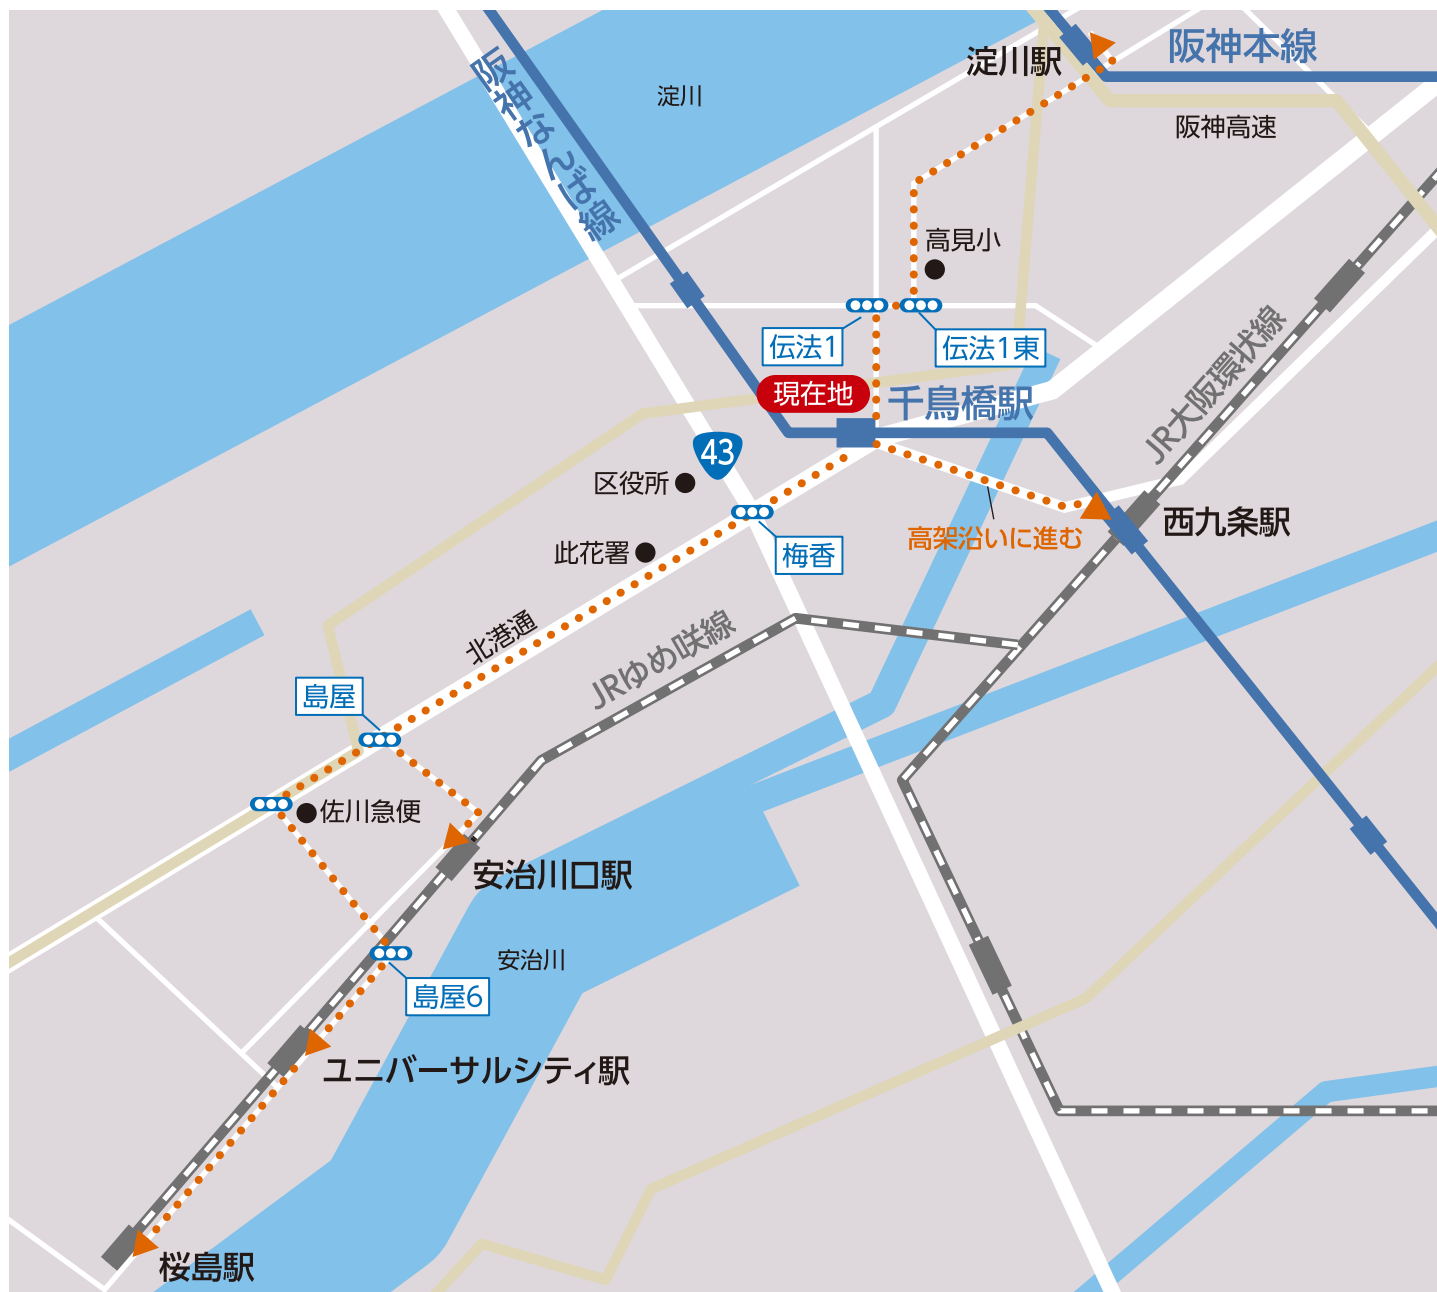 淀川駅
阪神本線
阪神なんば線
淀川
阪神高速
高見小
伝法1
伝法1東
現在地
千鳥橋駅
JR大阪環状線
43
区役所
西九条駅
高架沿いに進む
此花署
梅香
北港通
JRゆめ咲線
島屋
佐川急便
安治川口駅
安治川
島屋6
ユニバーサルシティ駅
桜島駅